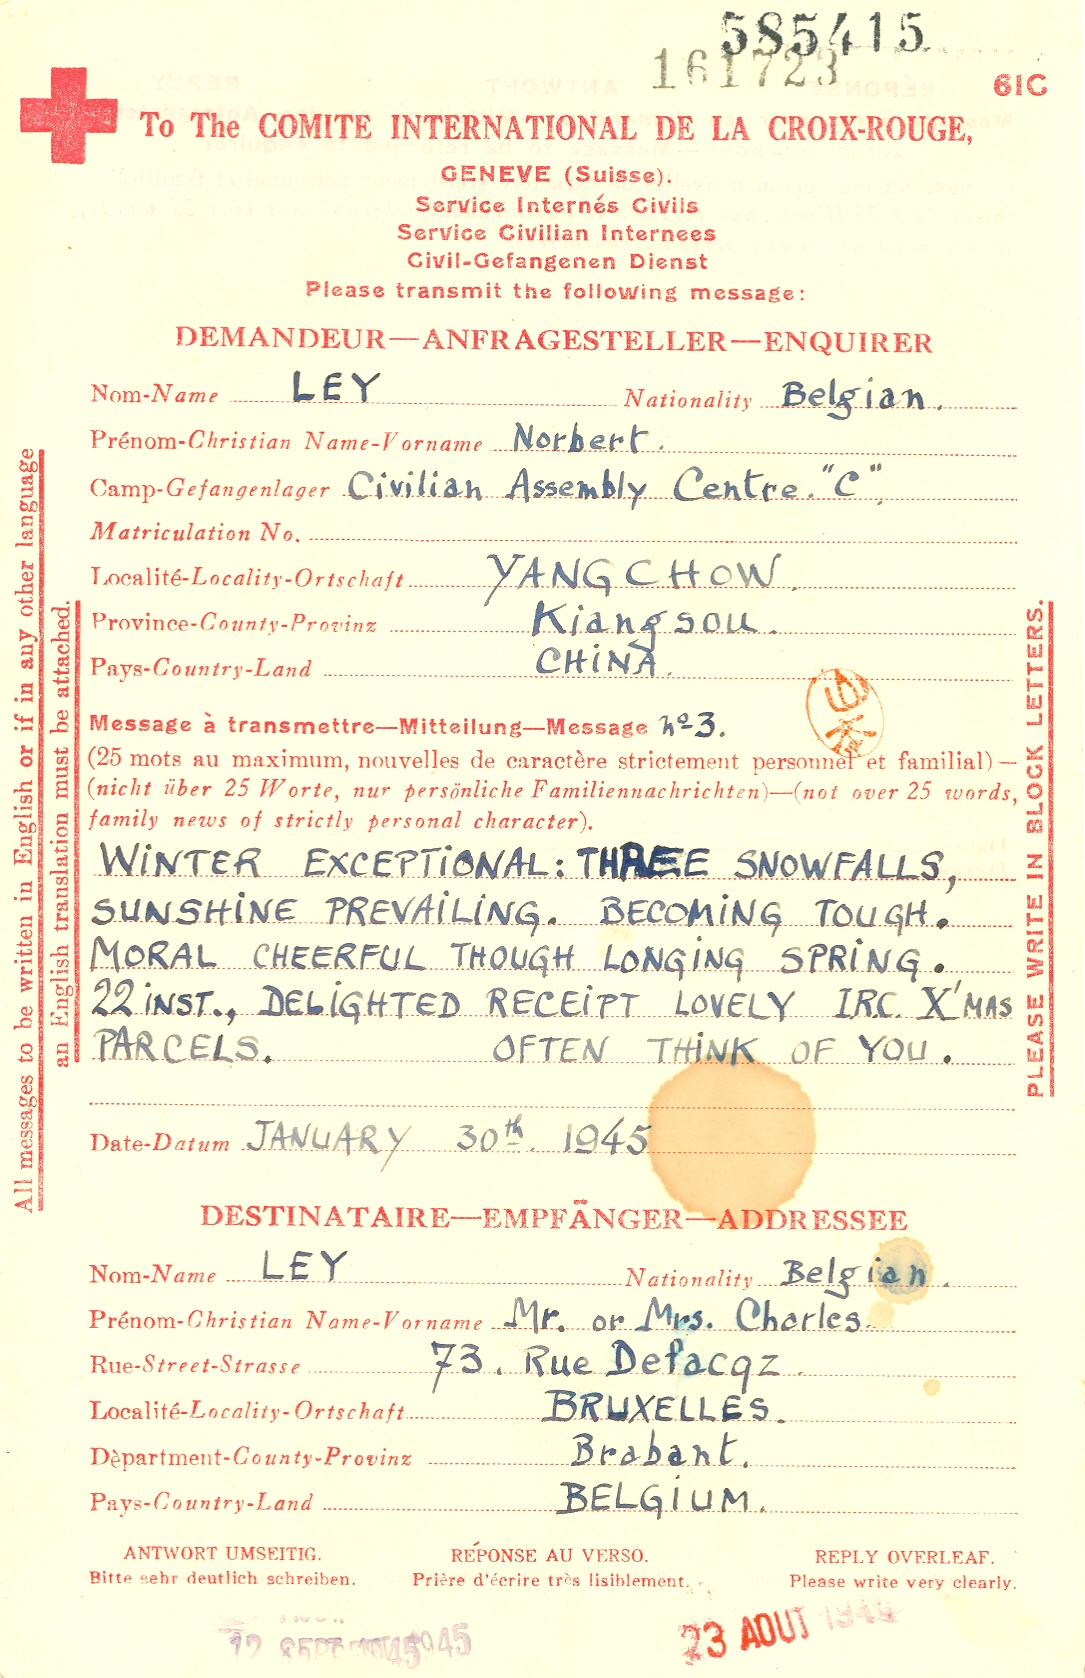 585415
161723
61C
To The COMITE INTERNATIONAL DE LA CROIX-ROUGE,
GENEVE (Suisse).
Service Internés Civils
Service Civilian Internees
Civil-Gefangenen Dienst
Please transmit the following message:
DEMANDEUR—ANFRAGESTELLER—ENQUIRER
Nom-Name LEY Nationality Belgian.
Prénom-Christian Name-Vorname Norbert.
Camp-Gefangenlager Civilian Assembly Centre. "C".
Matriculation No.
Localité-Locality-Ortschaft YANGCHOW.
Province-County-Provinz Kiangsou.
Pays-Country-Land CHINA.
Message à transmettre—Mitteilung—Message nº 3.
(25 mots au maximum, nouvelles de caractère strictement personnel et familial)—
(nicht über 25 Worte, nur persönliche Familiennachrichten)—(not over 25 words,
family news of strictly personal character).
WINTER EXCEPTIONAL: THREE SNOWFALLS,
SUNSHINE PREVAILING. BECOMING TOUGH.
MORAL CHEERFUL THOUGH LONGING SPRING.
22 INST., DELIGHTED RECEIPT LOVELY IRC. X'MAS
PARCELS. OFTEN THINK OF YOU.
Date-Datum JANUARY 30th. 1945
DESTINATAIRE—EMPFÄNGER—ADDRESSEE
Nom-Name LEY Nationality Belgian.
Prénom-Christian Name-Vorname Mr. or Mrs. Charles.
Rue-Street-Strasse 73. Rue Defacqz.
Localité-Locality-Ortschaft BRUXELLES.
Départment-County-Provinz Brabant.
Pays-Country-Land BELGIUM.
ANTWORT UMSEITIG. RÉPONSE AU VERSO. REPLY OVERLEAF.
Bitte sehr deutlich schreiben. Prière d'écrire très lisiblement. Please write very clearly.
12 SEPT 1945
23 AOUT
All messages to be written in English or if in any other language
an English translation must be attached.
PLEASE WRITE IN BLOCK LETTERS.